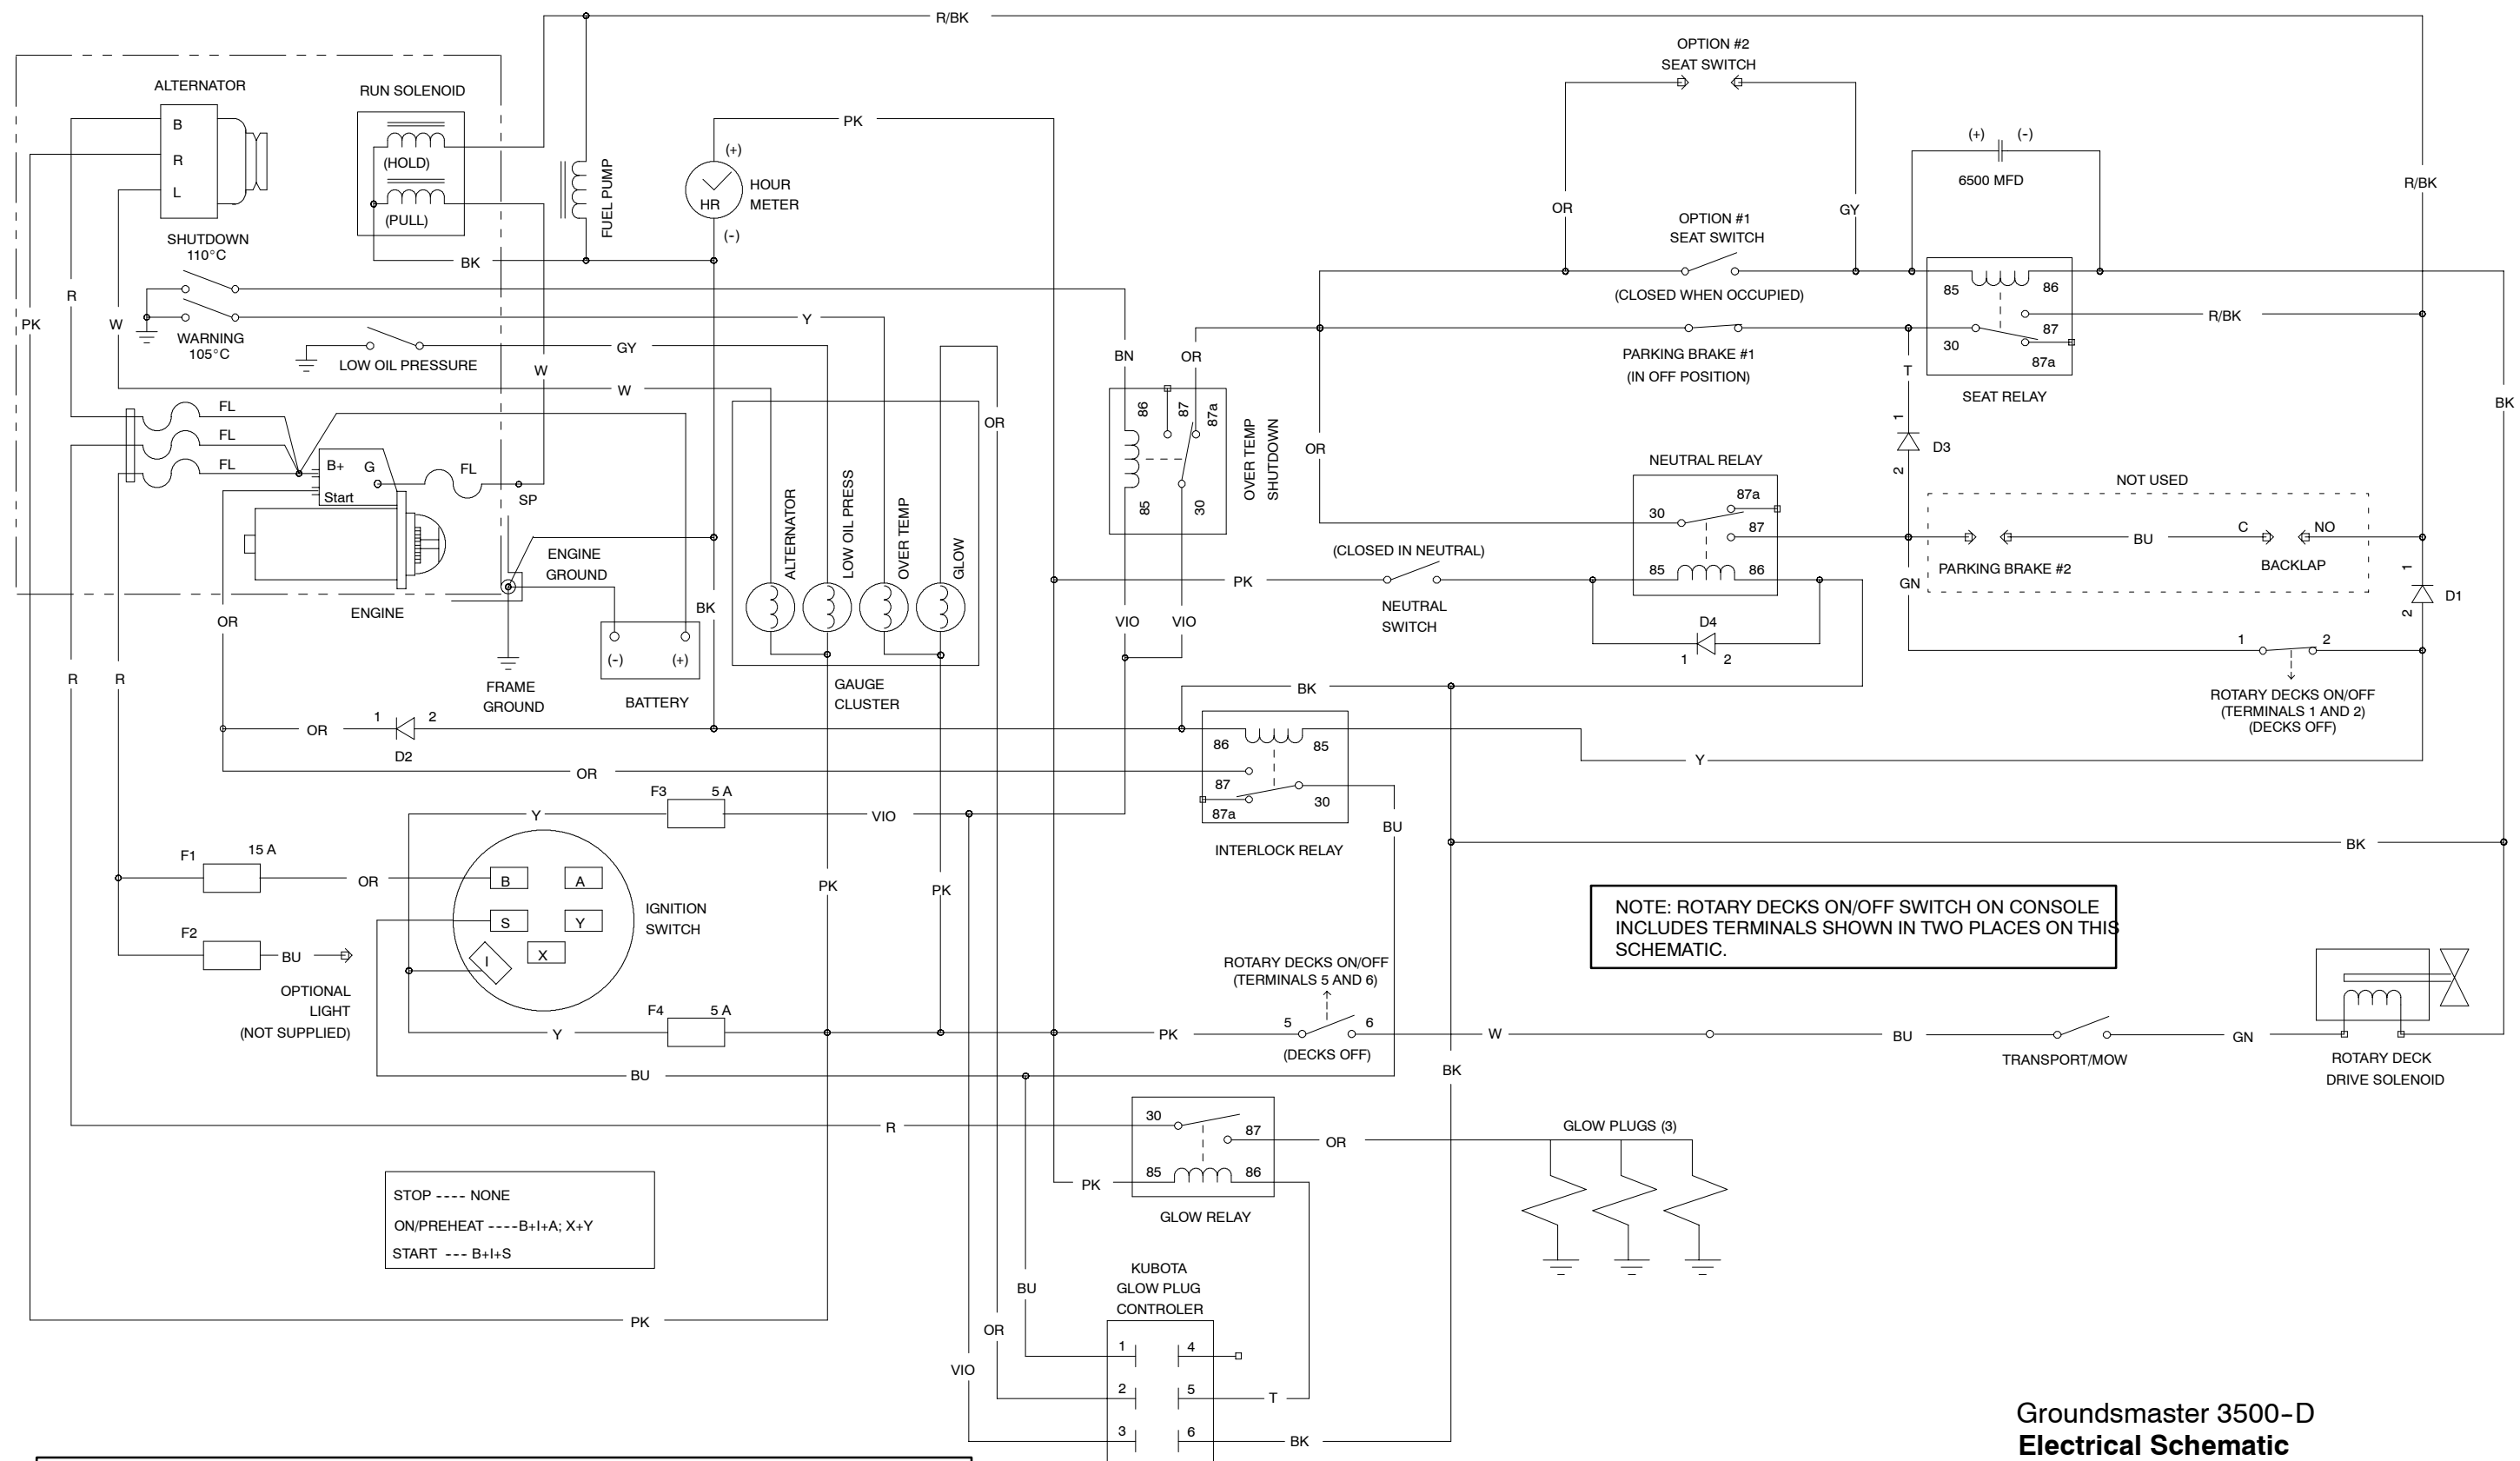 R/BK
OPTION #2
SEAT SWITCH
ALTERNATOR
B
R
L
RUN SOLENOID
(HOLD)
(PULL)
FUEL PUMP
PK
(+)
HR
HOUR
METER
(-)
BK
OR
GY
OPTION #1
SEAT SWITCH
(CLOSED WHEN OCCUPIED)
(+) (-)
6500 MFD
R/BK
SHUTDOWN
110°C
WARNING
105°C
R
PK
W
Y
GY
LOW OIL PRESSURE
W
W
BN
OR
PARKING BRAKE #1
(IN OFF POSITION)
85
86
87
30
87a
SEAT RELAY
R/BK
T
BK
FL
FL
FL
B+ G
Start
FL
SP
OR
86
87
87a
85
30
OVER TEMP
SHUTDOWN
OR
NEUTRAL RELAY
87a
30
87
85
86
1
D3
2
NOT USED
C
NO
BU
PARKING BRAKE #2
BACKLAP
ALTERNATOR
LOW OIL PRESS
OVER TEMP
GLOW
ENGINE
GROUND
ENGINE
(CLOSED IN NEUTRAL)
PK
NEUTRAL
SWITCH
GN
1
D1
2
OR
BK
VIO
VIO
D4
1 2
1 2
ROTARY DECKS ON/OFF
(TERMINALS 1 AND 2)
(DECKS OFF)
(-) (+)
BATTERY
FRAME
GROUND
GAUGE
CLUSTER
R
R
BK
OR
1 2
D2
86
85
87
30
87a
INTERLOCK RELAY
Y
OR
F3 5 A
Y
VIO
BU
BK
F1 15 A
OR
B
A
S
Y
I
X
IGNITION
SWITCH
PK
PK
F2
BU
OPTIONAL
LIGHT
(NOT SUPPLIED)
NOTE: ROTARY DECKS ON/OFF SWITCH ON CONSOLE
INCLUDES TERMINALS SHOWN IN TWO PLACES ON THIS
SCHEMATIC.
F4 5 A
Y
ROTARY DECKS ON/OFF
(TERMINALS 5 AND 6)
PK
5 6
(DECKS OFF)
W
BU
TRANSPORT/MOW
GN
ROTARY DECK
DRIVE SOLENOID
BU
BK
R
30
87
85
86
OR
GLOW PLUGS (3)
PK
GLOW RELAY
STOP ---- NONE
ON/PREHEAT ----B+I+A; X+Y
START --- B+I+S
KUBOTA
GLOW PLUG
CONTROLER
BU
OR
VIO
PK
1 4
2 5
T
3 6
BK
Groundsmaster 3500-D
Electrical Schematic